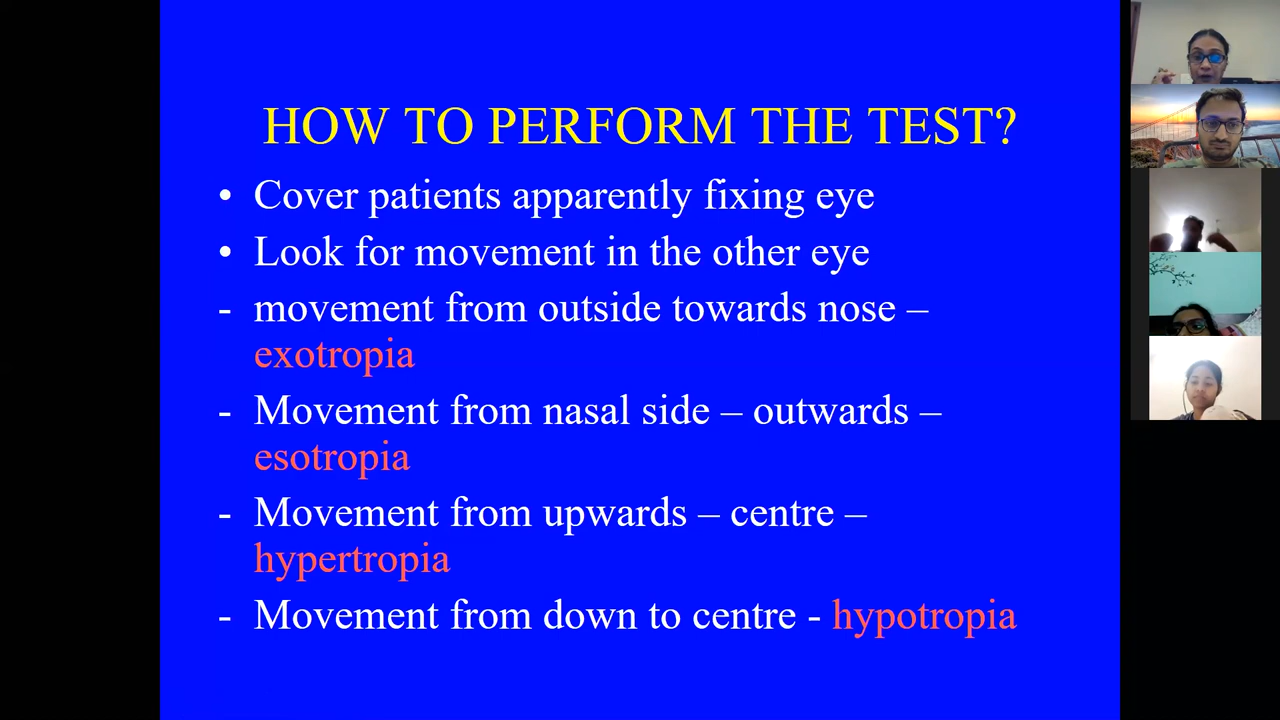 HOW TO PERFORM THE TEST?
• Cover patients apparently fixing eye
• Look for movement in the other eye
- movement from outside towards nose –
exotropia
- Movement from nasal side – outwards –
esotropia
- Movement from upwards – centre –
hypertropia
- Movement from down to centre - hypotropia